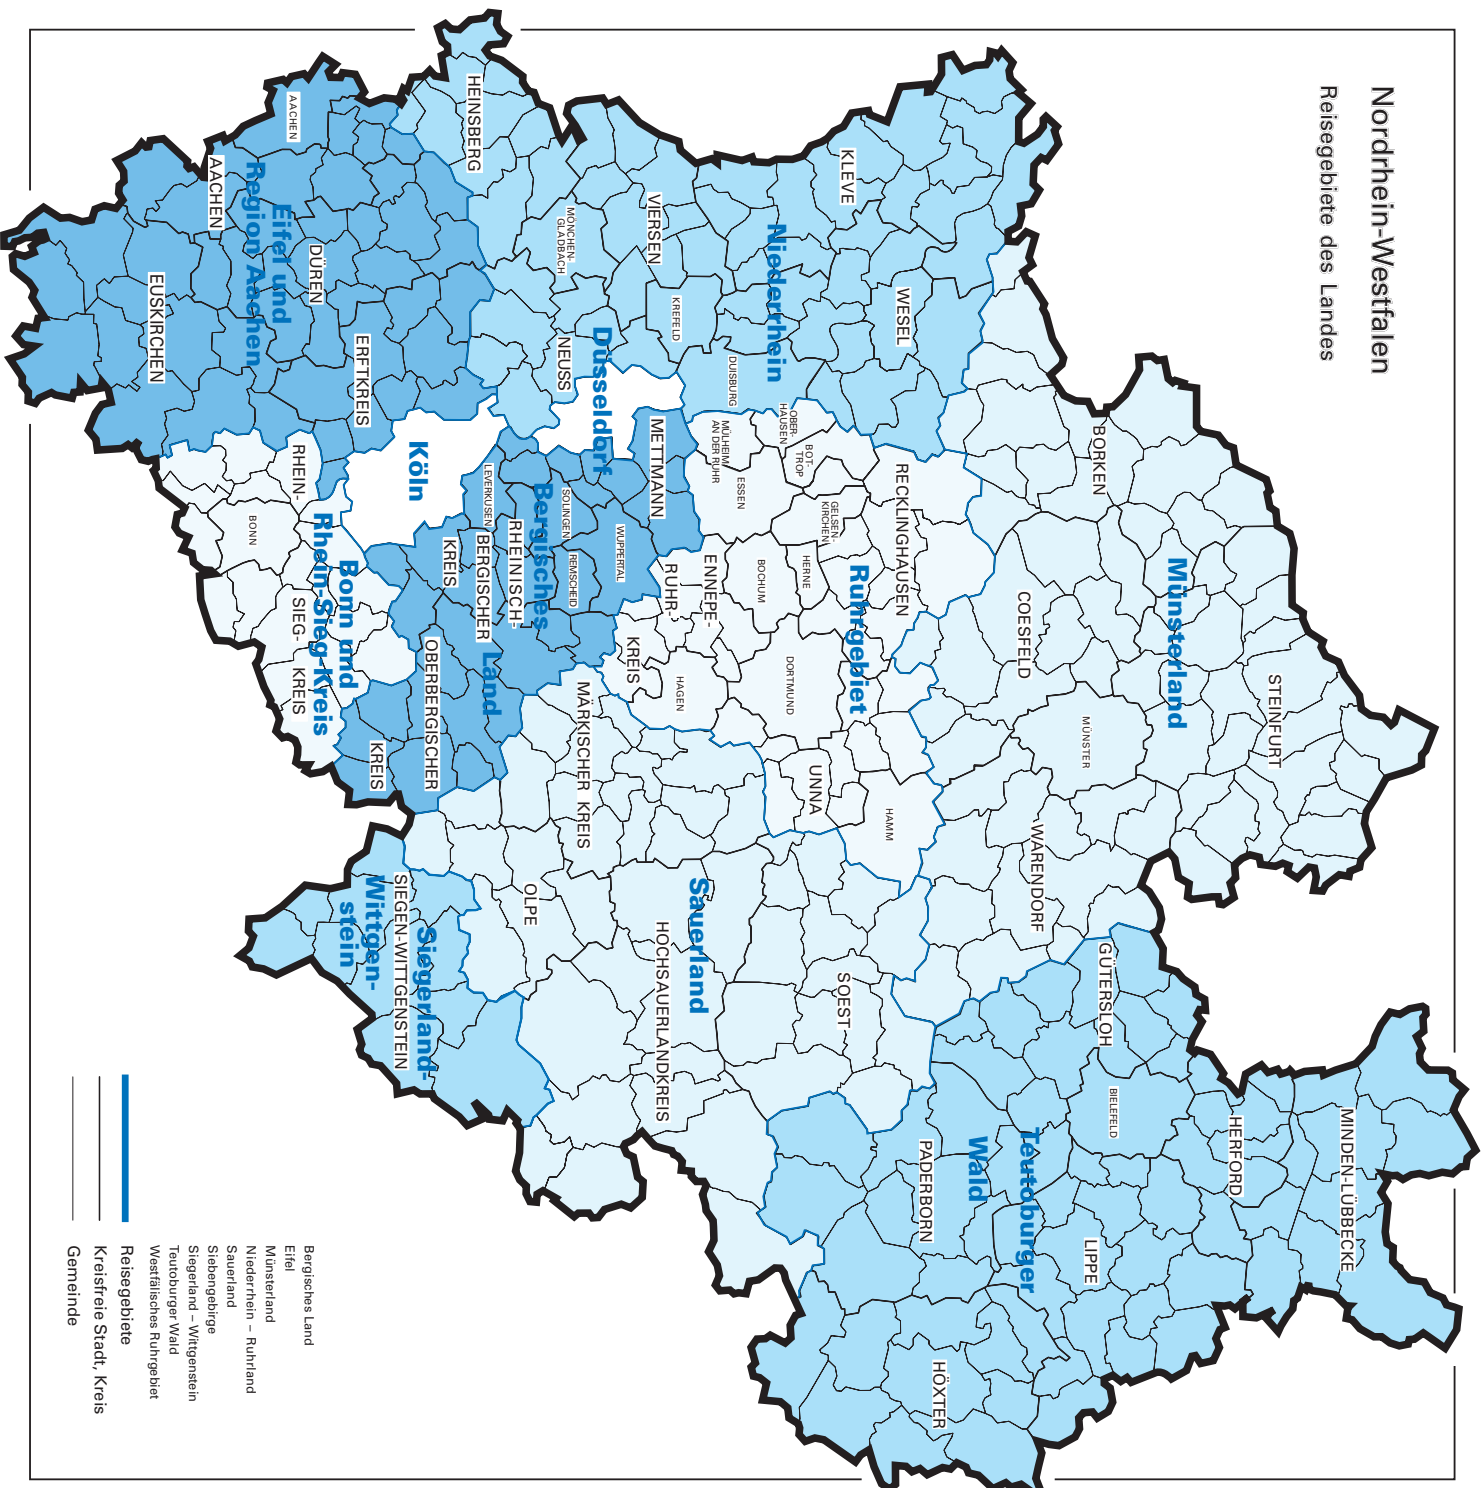 Nordrhein-Westfalen
Reisegebiete des Landes
STEINFURT
Münsterland
BORKEN
MÜNSTER
COESFELD
WARENDORF
MINDEN-LÜBBECKE
HERFORD
GÜTERSLOH
BIELEFELD
LIPPE
Teutoburger
Wald
PADERBORN
HÖXTER
KLEVE
WESEL
Niederrhein
RECKLINGHAUSEN
Ruhrgebiet
HAMM
UNNA
SOEST
OBER-
HAUSEN
BOT-
TROP
GELSEN-
KIRCHEN
HERNE
BOCHUM
DORTMUND
DUISBURG
MÜLHEIM
AN DER RUHR
ESSEN
ENNEPE-
RUHR-
KREIS
HAGEN
VIERSEN
KREFELD
MÖNCHEN-
GLADBACH
NEUSS
HEINSBERG
Düsseldorf
METTMANN
WUPPERTAL
SOLINGEN
REMSCHEID
LEVERKUSEN
Bergisches
Land
RHEINISCH-
BERGISCHER
KREIS
OBERBERGISCHER
KREIS
MÄRKISCHER KREIS
Sauerland
HOCHSAUERLANDKREIS
OLPE
Siegerland-
Wittgen-
stein
SIEGEN-WITTGENSTEIN
Köln
ERFTKREIS
DÜREN
AACHEN
AACHEN
Eifel und
Region Aachen
EUSKIRCHEN
Bonn und
Rhein-Sieg-Kreis
RHEIN-
SIEG-
KREIS
BONN
Bergisches Land
Eifel
Münsterland
Niederrhein – Ruhrland
Sauerland
Siebengebirge
Siegerland – Wittgenstein
Teutoburger Wald
Westfälisches Ruhrgebiet
Reisegebiete
Kreisfreie Stadt, Kreis
Gemeinde